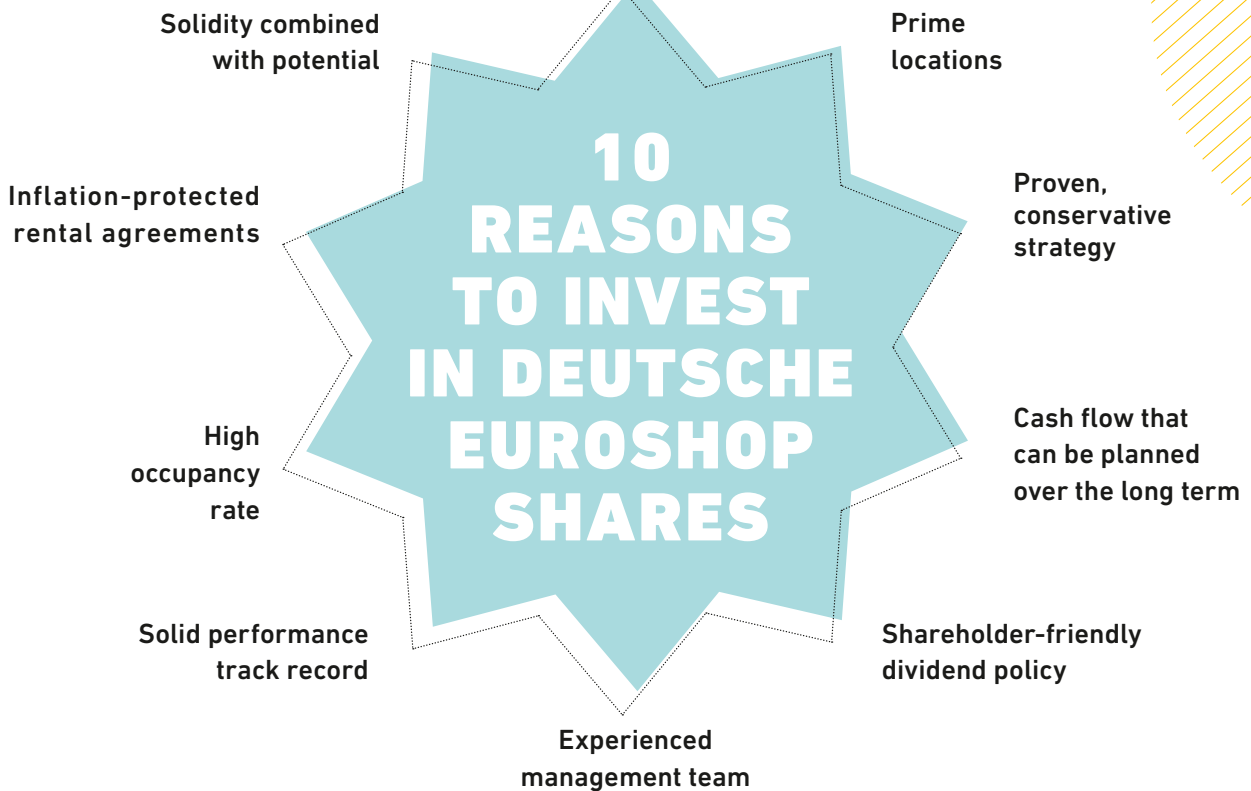 Solidity combined
with potential
Prime
locations
10
REASONS
TO INVEST
IN DEUTSCHE
EUROSHOP
SHARES
Inflation-protected
rental agreements
Proven,
conservative
strategy
High
occupancy
rate
Cash flow that
can be planned
over the long term
Solid performance
track record
Shareholder-friendly
dividend policy
Experienced
management team